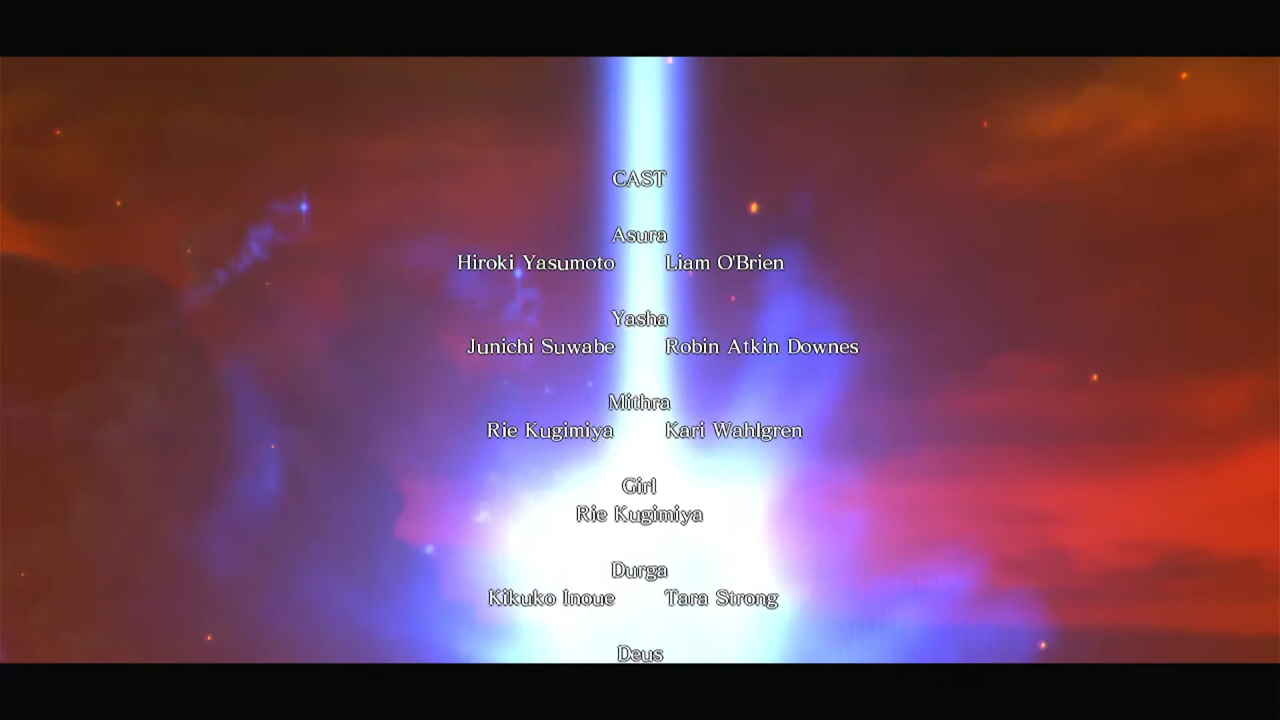 CAST
Asura
Hiroki Yasumoto Liam O'Brien
Yasha
Junichi Suwabe Robin Atkin Downes
Mithra
Rie Kugimiya Kari Wahlgren
Girl
Rie Kugimiya
Durga
Kikuko Inoue Tara Strong
Deus